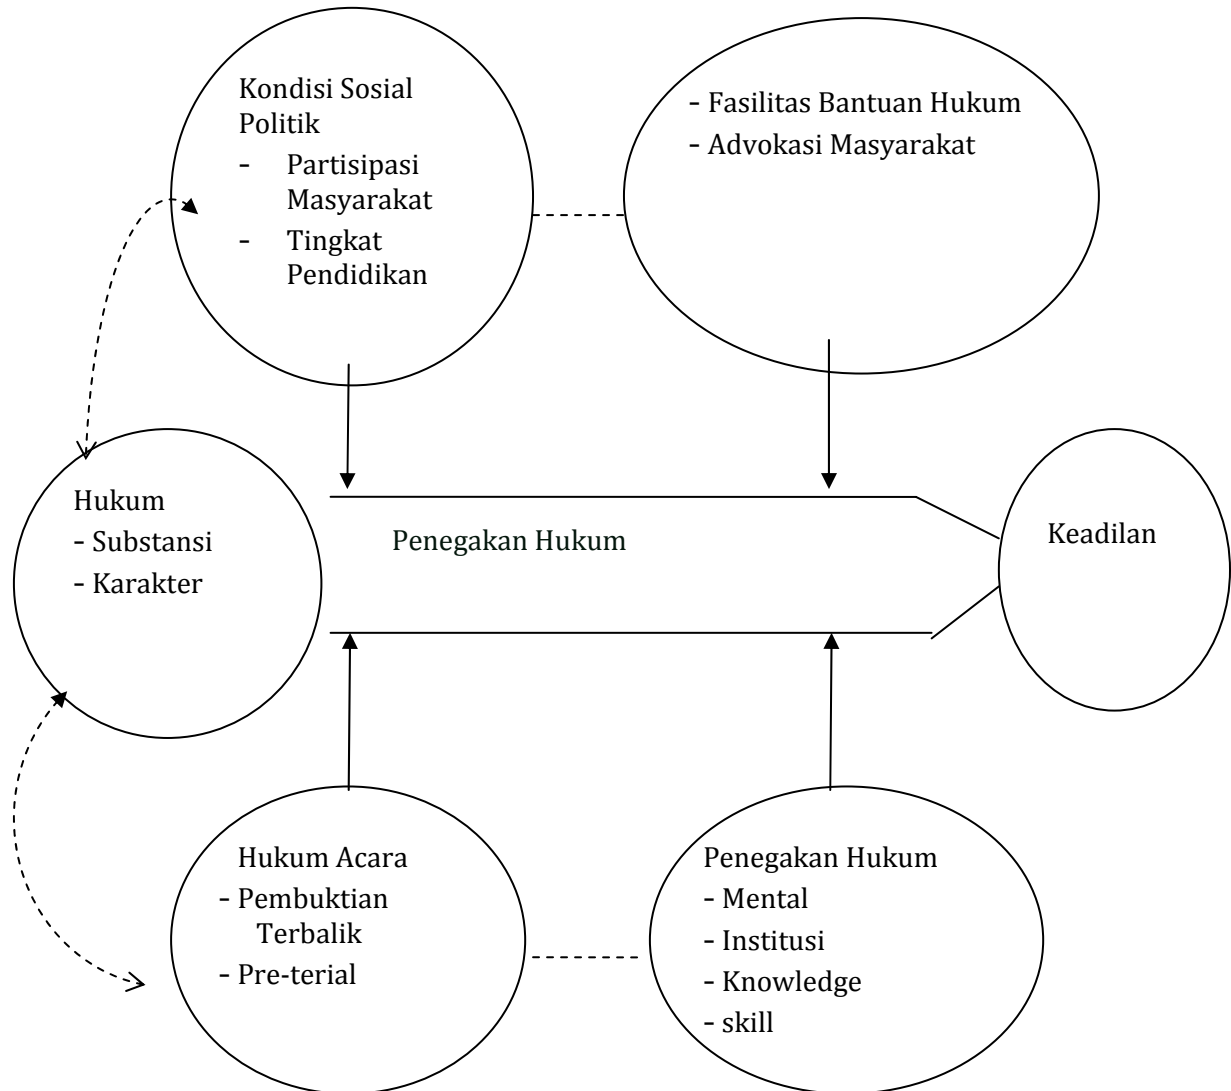 Kondisi Sosial
Politik
- Partisipasi
Masyarakat
- Tingkat
Pendidikan
- Fasilitas Bantuan Hukum
- Advokasi Masyarakat
Hukum
- Substansi
- Karakter
Penegakan Hukum
Keadilan
Hukum Acara
- Pembuktian
Terbalik
- Pre-terial
Penegakan Hukum
- Mental
- Institusi
- Knowledge
- skill